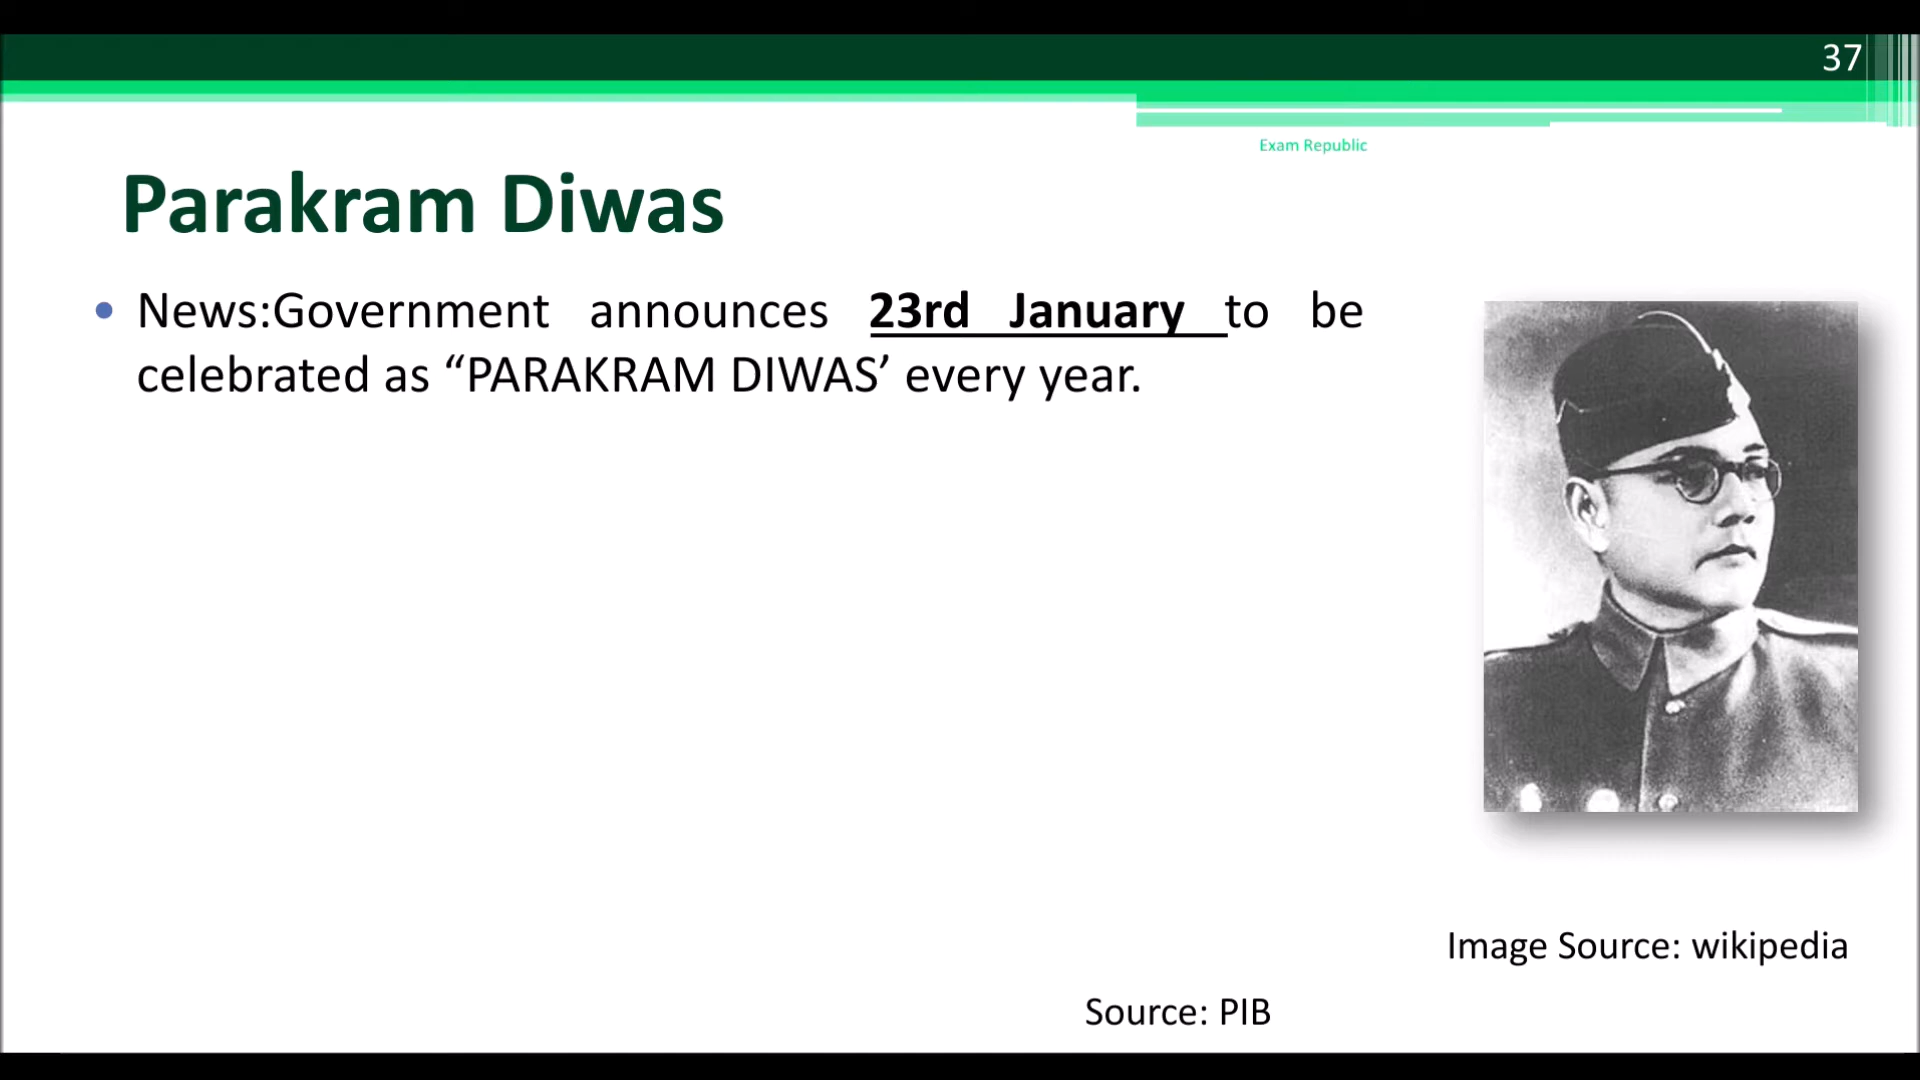 37
Exam Republic
Parakram Diwas
• News:Government announces 23rd January to be
celebrated as “PARAKRAM DIWAS’ every year.
Image Source: wikipedia
Source: PIB